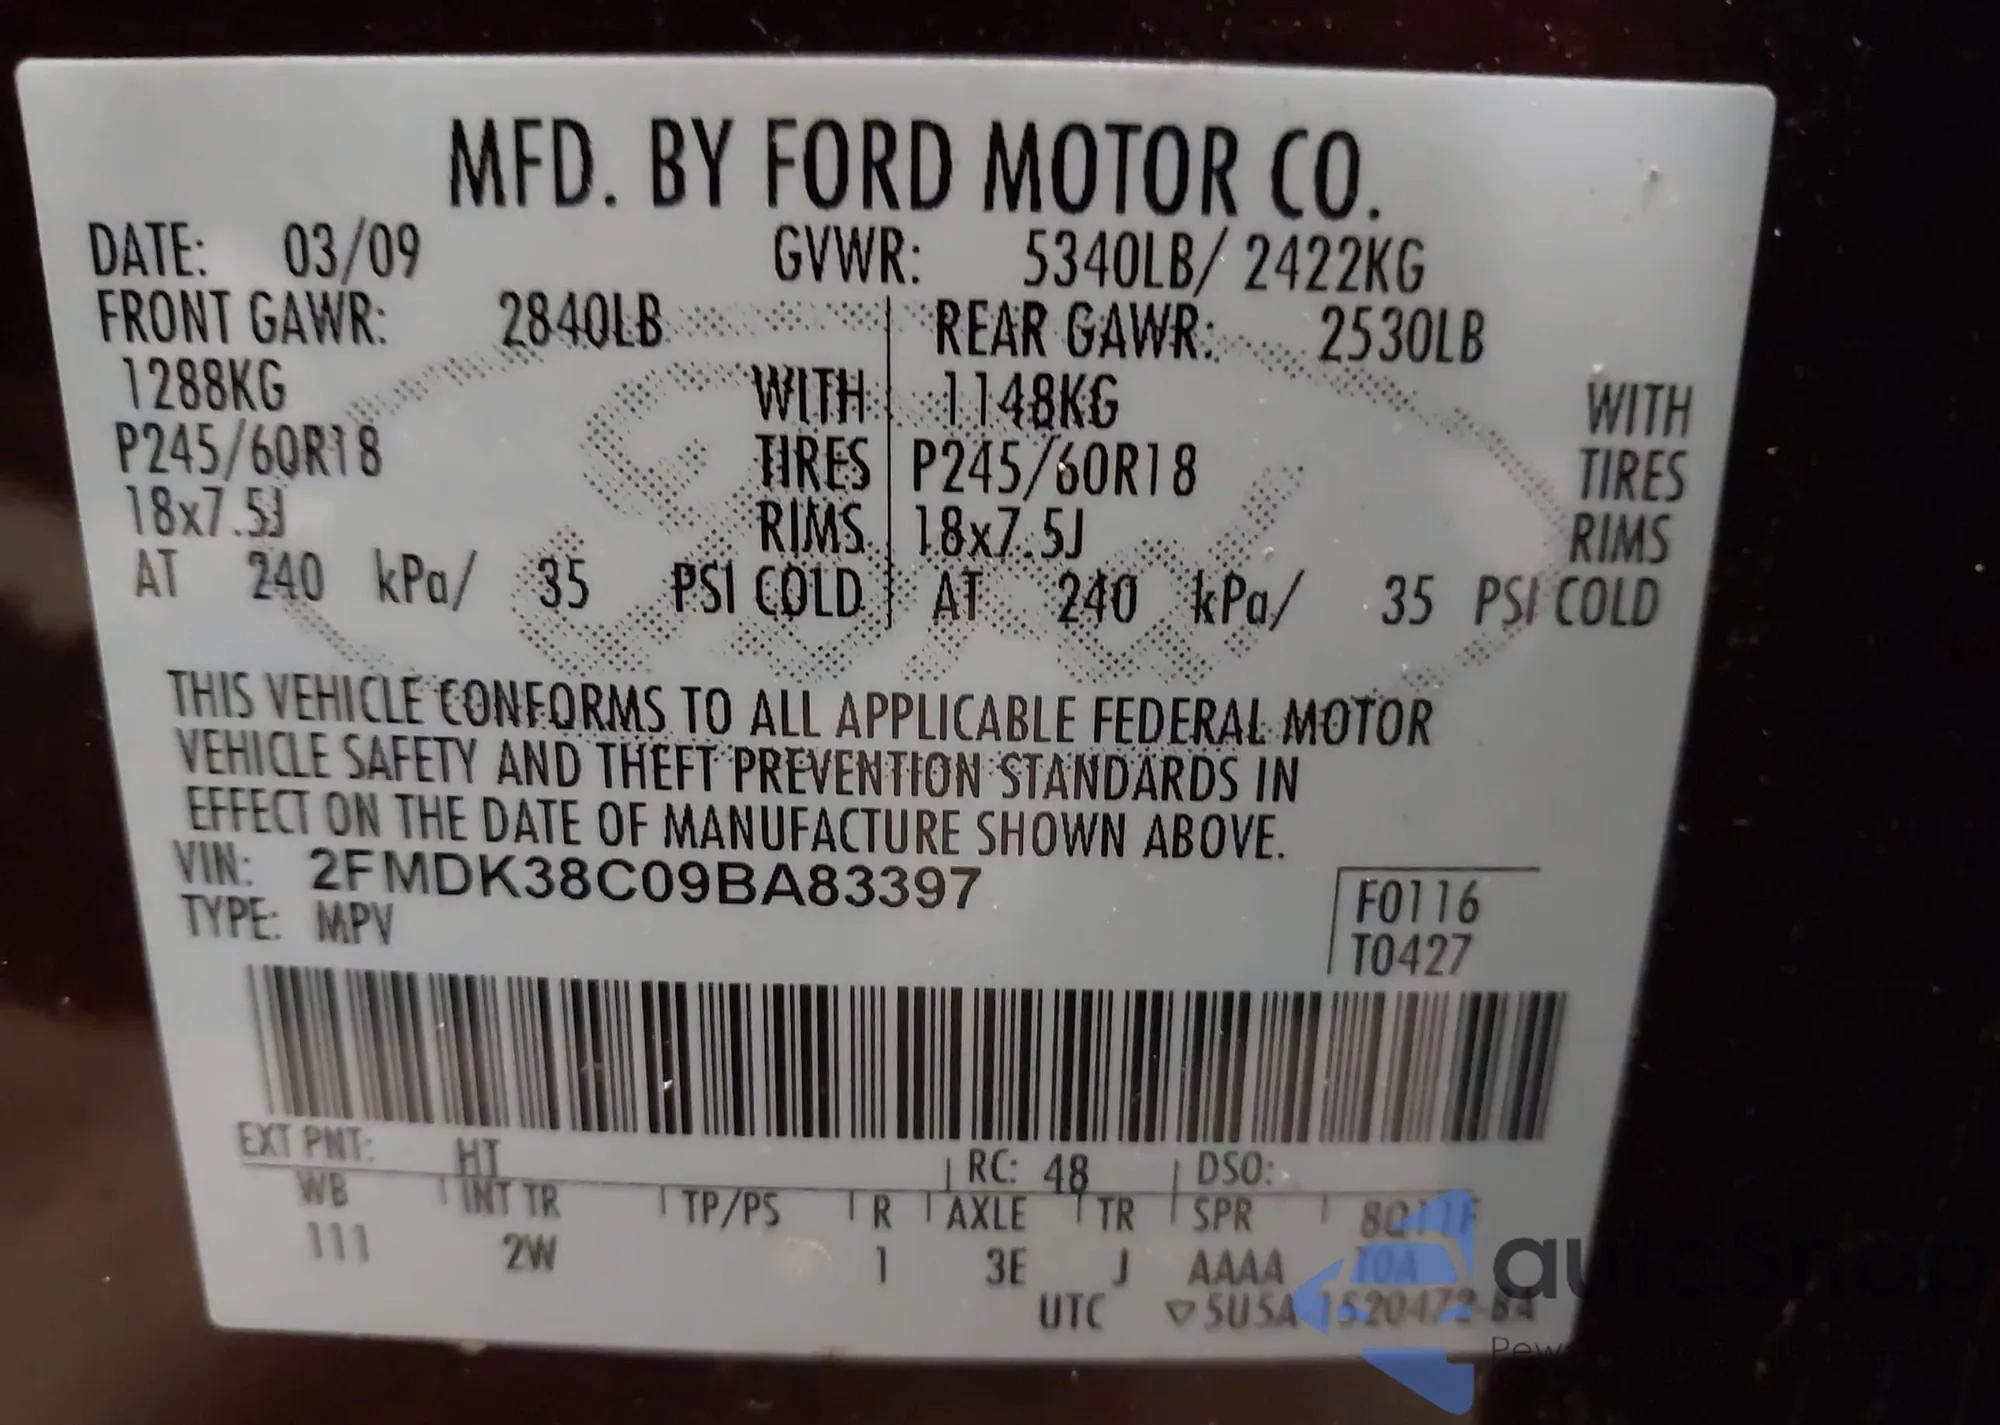 MFD. BY FORD MOTOR CO.
DATE: 03/09 GVWR: 5340LB/ 2422KG
FRONT GAWR: 2840LB REAR GAWR: 2530LB
1288KG WITH 1148KG WITH
P245/60R18 TIRES P245/60R18 TIRES
18x7.5J RIMS 18x7.5J RIMS
AT 240 kPa/ 35 PSI COLD AT 240 kPa/ 35 PSI COLD
THIS VEHICLE CONFORMS TO ALL APPLICABLE FEDERAL MOTOR
VEHICLE SAFETY AND THEFT PREVENTION STANDARDS IN
EFFECT ON THE DATE OF MANUFACTURE SHOWN ABOVE.
VIN: 2FMDK38C09BA83397
TYPE: MPV
F0116
T0427
EXT PNT: HT RC: 48 DSO:
WB INT TR TP/PS R AXLE TR SPR
111 2W 1 3E J AAAA
UTC ▽5U5A-1520472-BA
autoSnap